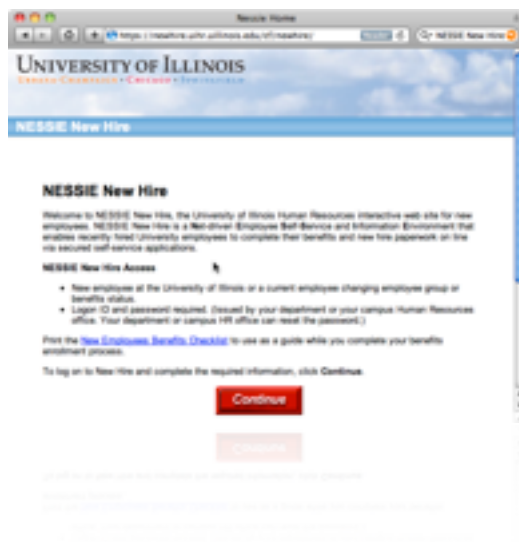 Nessie Home
NESSIE New Hire
UNIVERSITY OF ILLINOIS
URBANA-CHAMPAIGN • CHICAGO • SPRINGFIELD
NESSIE New Hire
NESSIE New Hire
Welcome to NESSIE New Hire, the University of Illinois Human Resources interactive web site for new
employees. NESSIE New Hire is a Net-driven Employee Self-Service and Information Environment that
enables recently hired University employees to complete their benefits and new hire paperwork on line
via secured self-service applications.
NESSIE New Hire Access
• New employee at the University of Illinois or a current employee changing employee group or
benefits status.
• Logon ID and password required. (Issued by your department or your campus Human Resources
office. Your department or campus HR office can reset the password.)
Print the New Employees Benefits Checklist to use as a guide while you complete your benefits
enrollment process.
To log on to New Hire and complete the required information, click Continue.
Continue